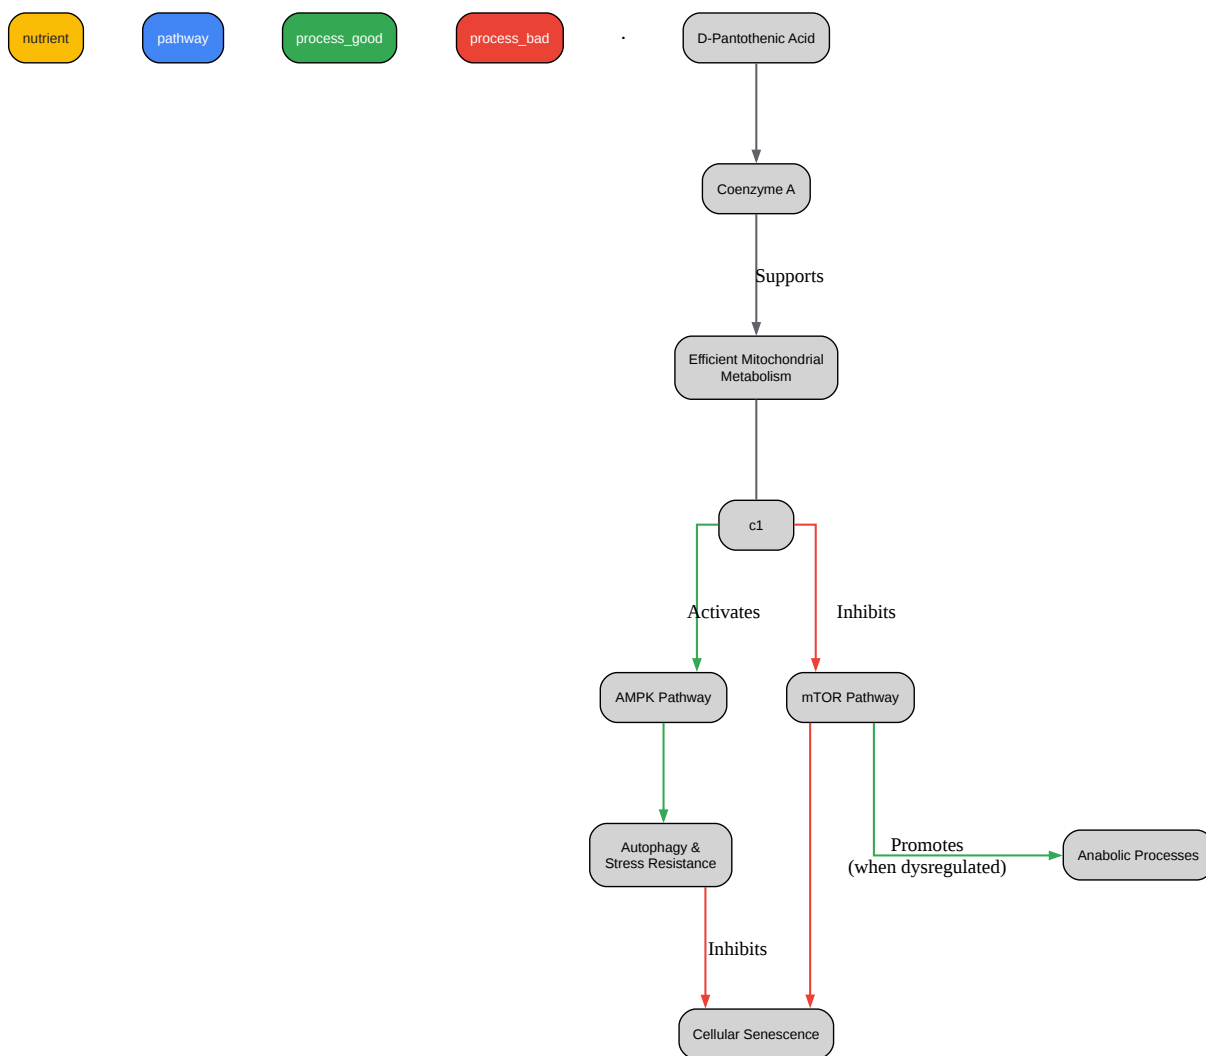 nutrient
pathway
process_good
process_bad
.
D-Pantothenic Acid
Coenzyme A
Supports
Efficient Mitochondrial
Metabolism
c1
Activates
Inhibits
AMPK Pathway
mTOR Pathway
Autophagy &
Stress Resistance
Promotes
(when dysregulated)
Anabolic Processes
Inhibits
Cellular Senescence